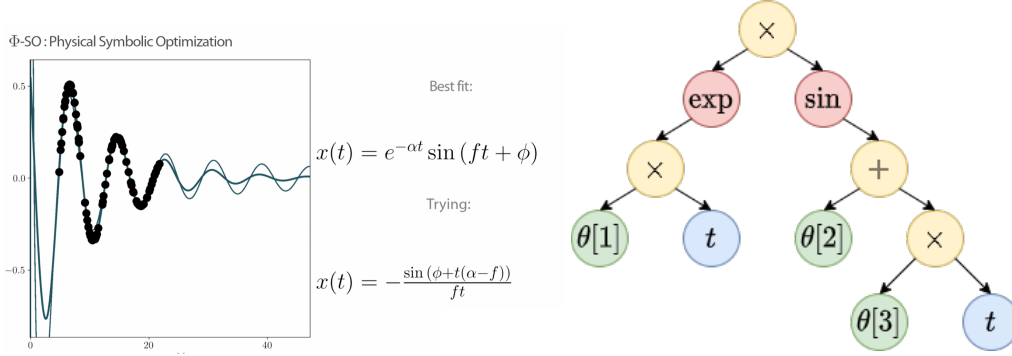 Φ-SO : Physical Symbolic Optimization
0.5
0.0
−0.5
0
20
40
Best fit:
x(t) = e^{−αt} sin (ft + ϕ)
Trying:
x(t) = − sin (ϕ+t(α−f)) / ft
×
exp
sin
×
+
θ[1]
t
θ[2]
×
θ[3]
t